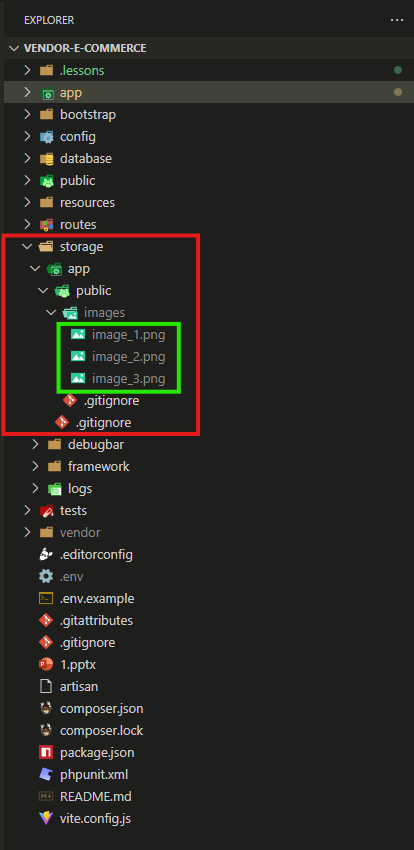 EXPLORER
VENDOR-E-COMMERCE
.lessons
app
bootstrap
config
database
public
resources
routes
storage
app
public
images
image_1.png
image_2.png
image_3.png
.gitignore
.gitignore
debugbar
framework
logs
tests
vendor
.editorconfig
.env
.env.example
.gitattributes
.gitignore
1.pptx
artisan
composer.json
composer.lock
package.json
phpunit.xml
README.md
vite.config.js